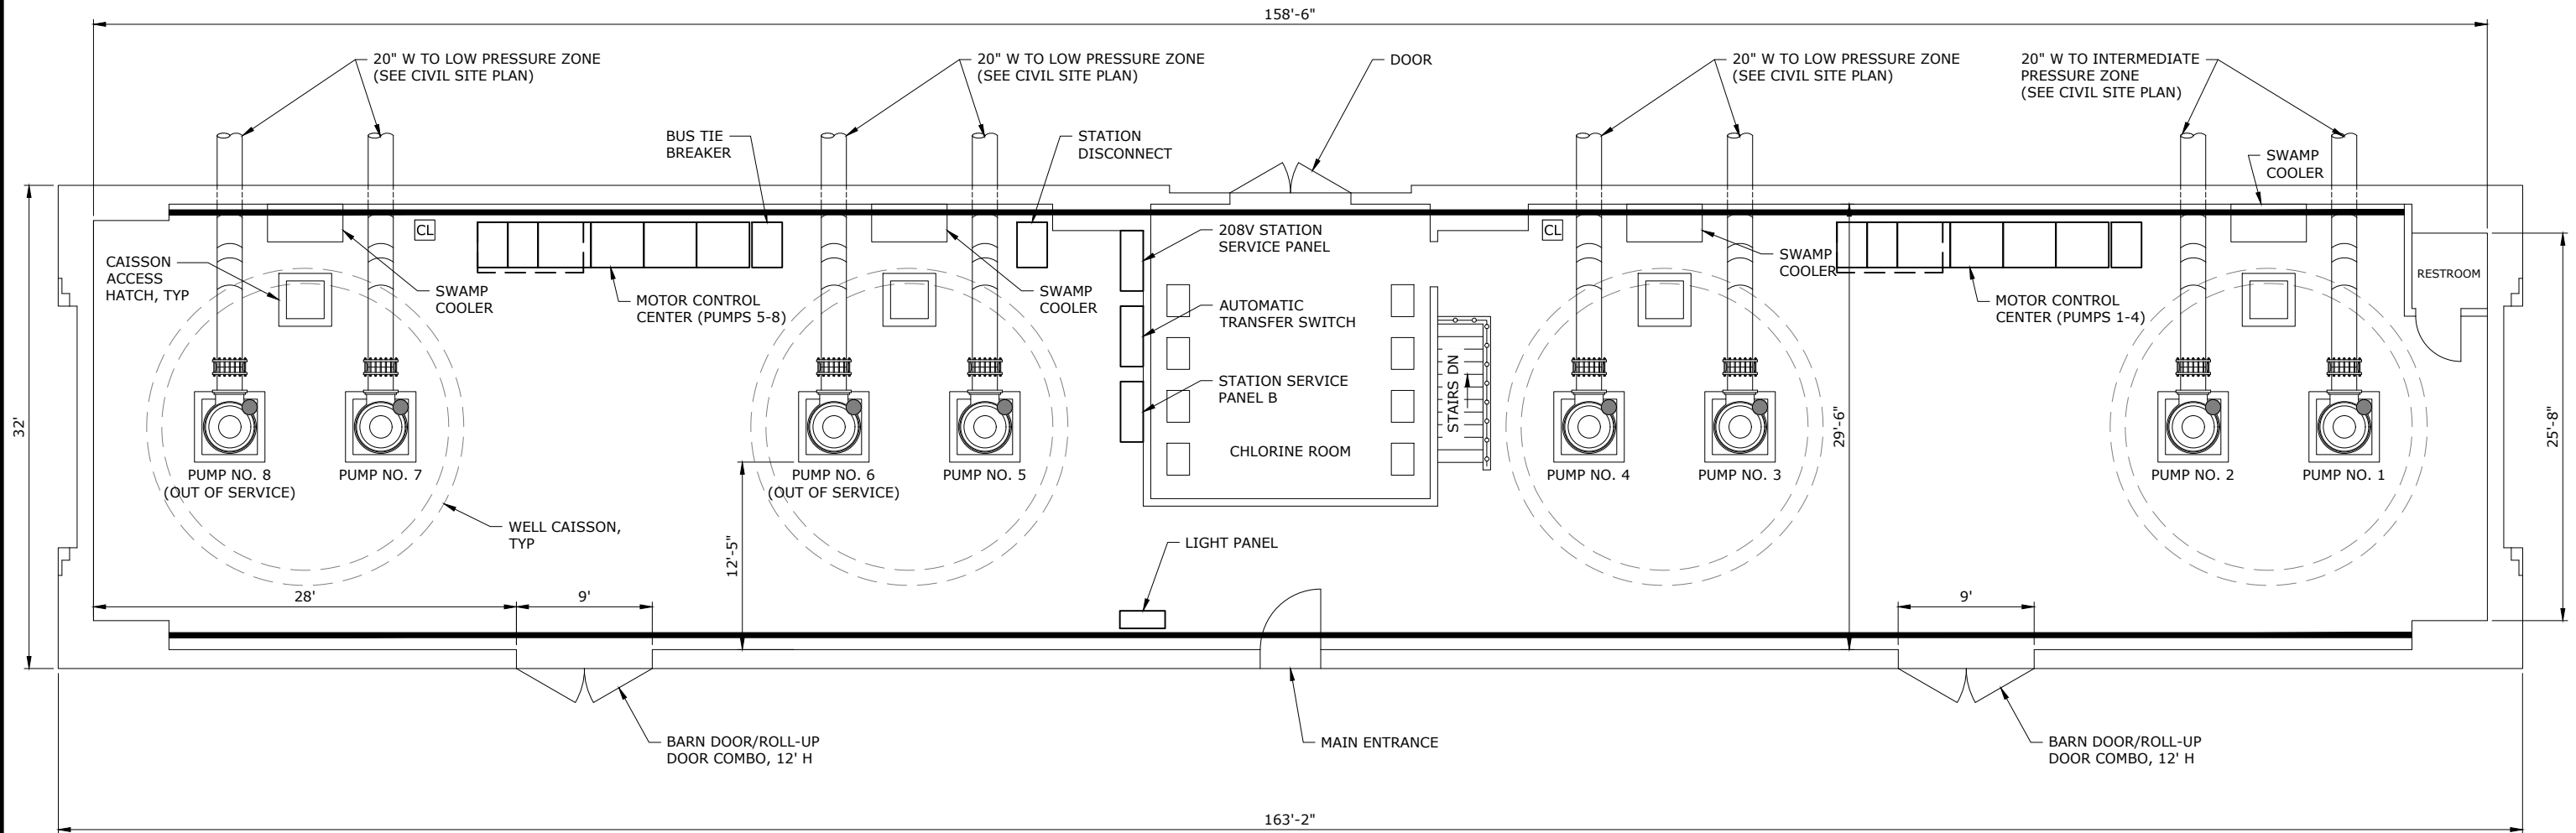 158'-6"
20" W TO LOW PRESSURE ZONE
(SEE CIVIL SITE PLAN)
20" W TO LOW PRESSURE ZONE
(SEE CIVIL SITE PLAN)
DOOR
20" W TO LOW PRESSURE ZONE
(SEE CIVIL SITE PLAN)
20" W TO INTERMEDIATE
PRESSURE ZONE
(SEE CIVIL SITE PLAN)
BUS TIE
BREAKER
STATION
DISCONNECT
SWAMP
COOLER
CL
CL
208V STATION
SERVICE PANEL
CAISSON
ACCESS
HATCH, TYP
SWAMP
COOLER
MOTOR CONTROL
CENTER (PUMPS 5-8)
SWAMP
COOLER
AUTOMATIC
TRANSFER SWITCH
SWAMP
COOLER
MOTOR CONTROL
CENTER (PUMPS 1-4)
RESTROOM
STATION SERVICE
PANEL B
STAIRS DN
32'
29'-6"
25'-8"
CHLORINE ROOM
PUMP NO. 8
(OUT OF SERVICE)
PUMP NO. 7
PUMP NO. 6
(OUT OF SERVICE)
PUMP NO. 5
PUMP NO. 4
PUMP NO. 3
PUMP NO. 2
PUMP NO. 1
WELL CAISSON,
TYP
12'-5"
LIGHT PANEL
28'
9'
9'
BARN DOOR/ROLL-UP
DOOR COMBO, 12' H
MAIN ENTRANCE
BARN DOOR/ROLL-UP
DOOR COMBO, 12' H
163'-2"